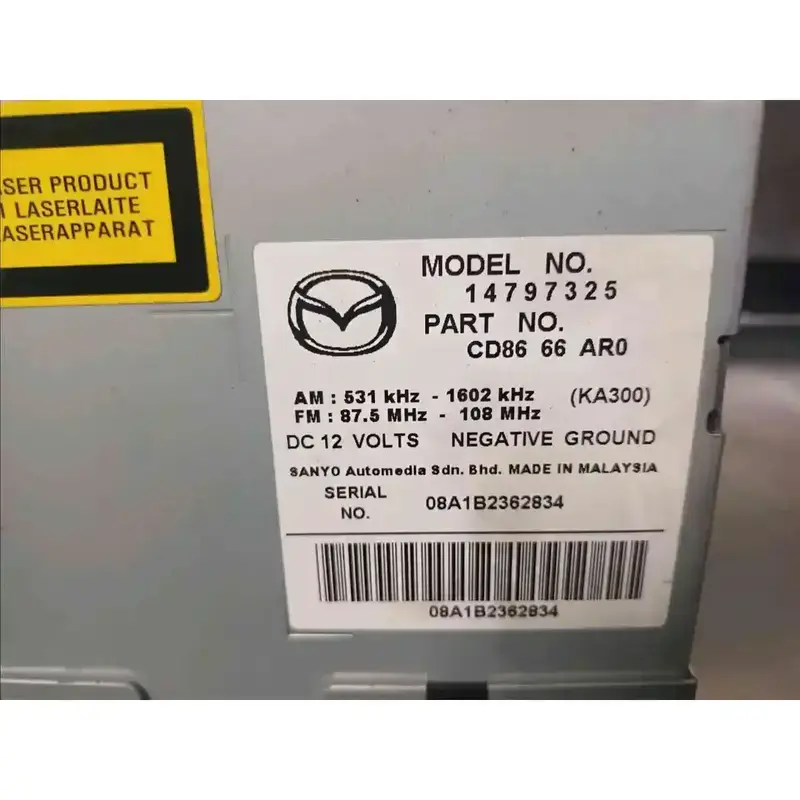 SER PRODUCT
LASERLAITE
ASERAPPARAT
MODEL NO.
14797325
PART NO.
CD86 66 AR0
AM : 531 kHz - 1602 kHz (KA300)
FM : 87.5 MHz - 108 MHz
DC 12 VOLTS NEGATIVE GROUND
SANYO Automedia Sdn. Bhd. MADE IN MALAYSIA
SERIAL NO. 08A1B2362834
08A1B2362834